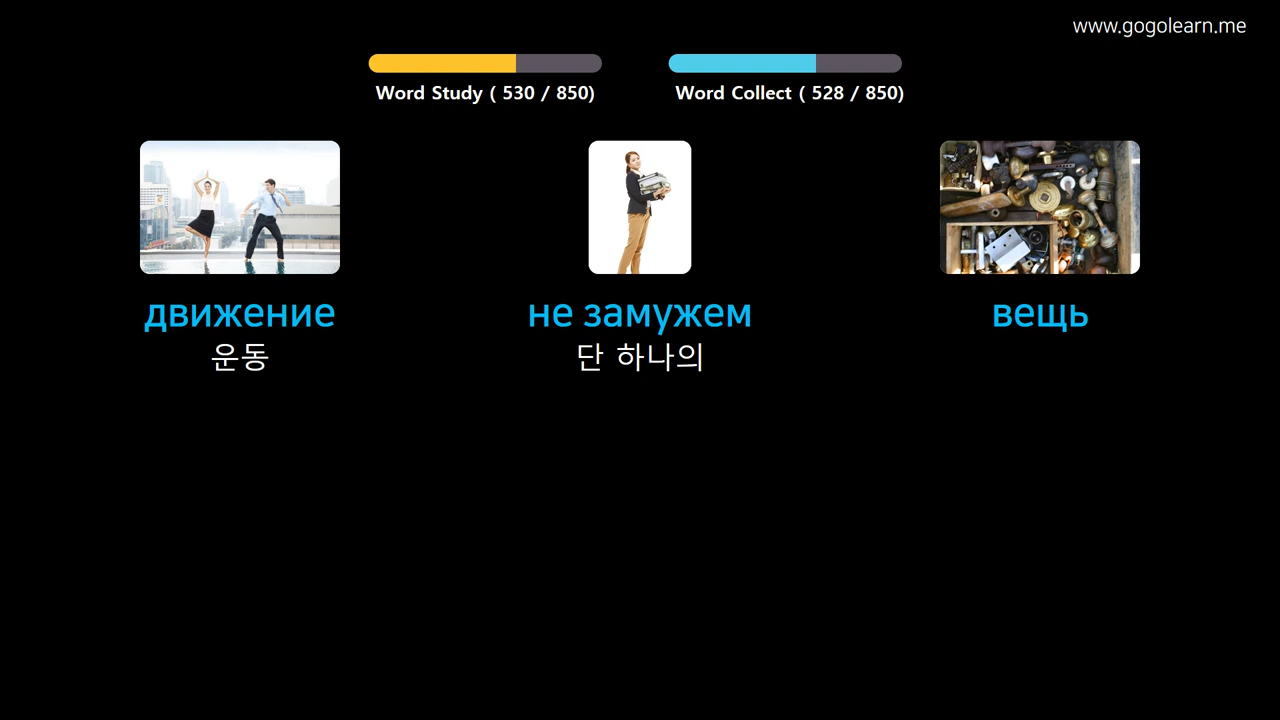 www.gogolearn.me
Word Study ( 530 / 850)
Word Collect ( 528 / 850)
движение
не замужем
вещь
운동
단 하나의